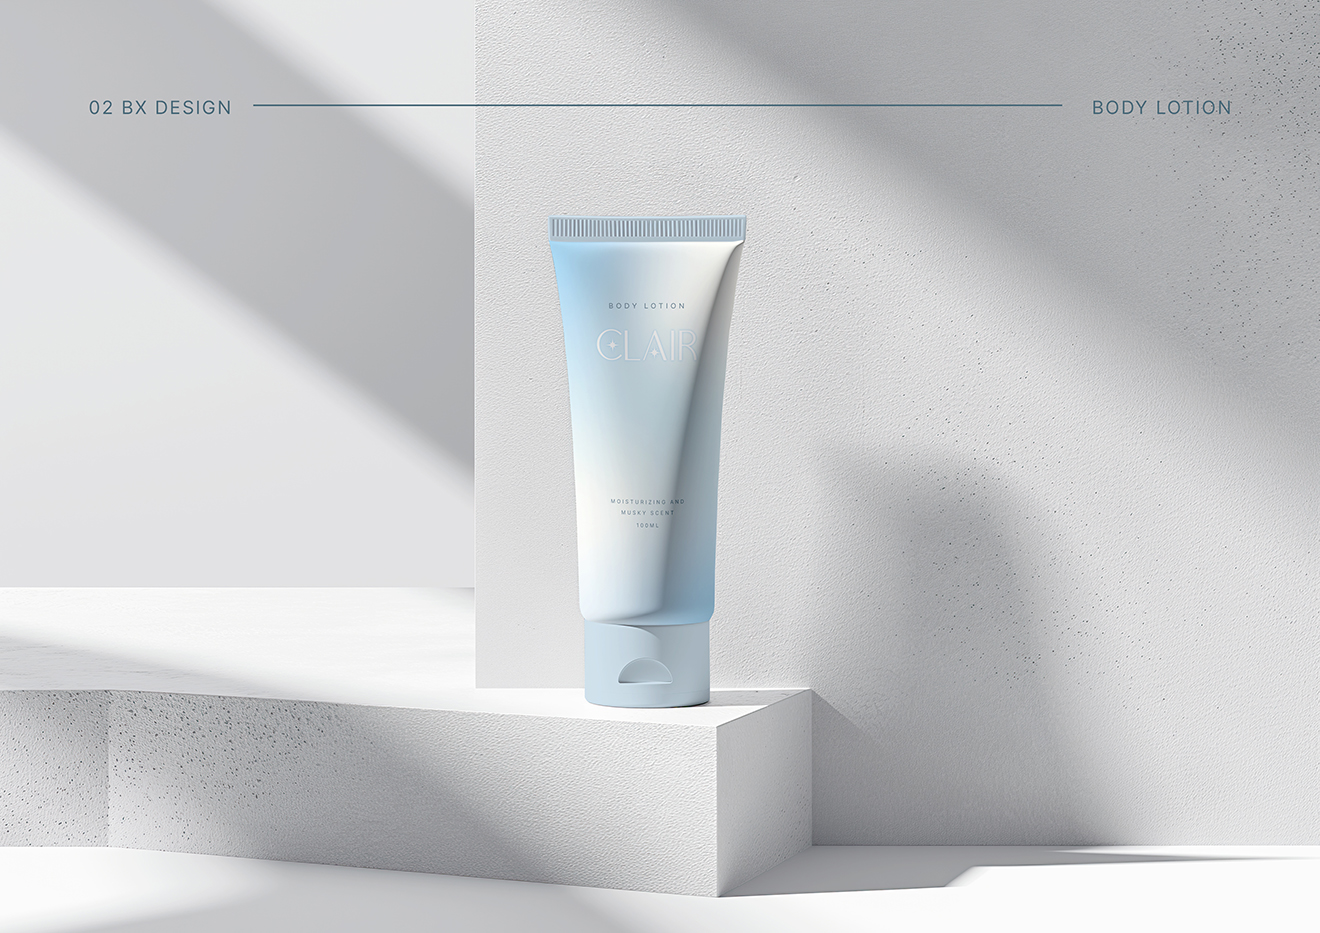 02 BX DESIGN
BODY LOTION
BODY LOTION
CLAIR
MOISTURIZING AND
MUSKY SCENT
100ML